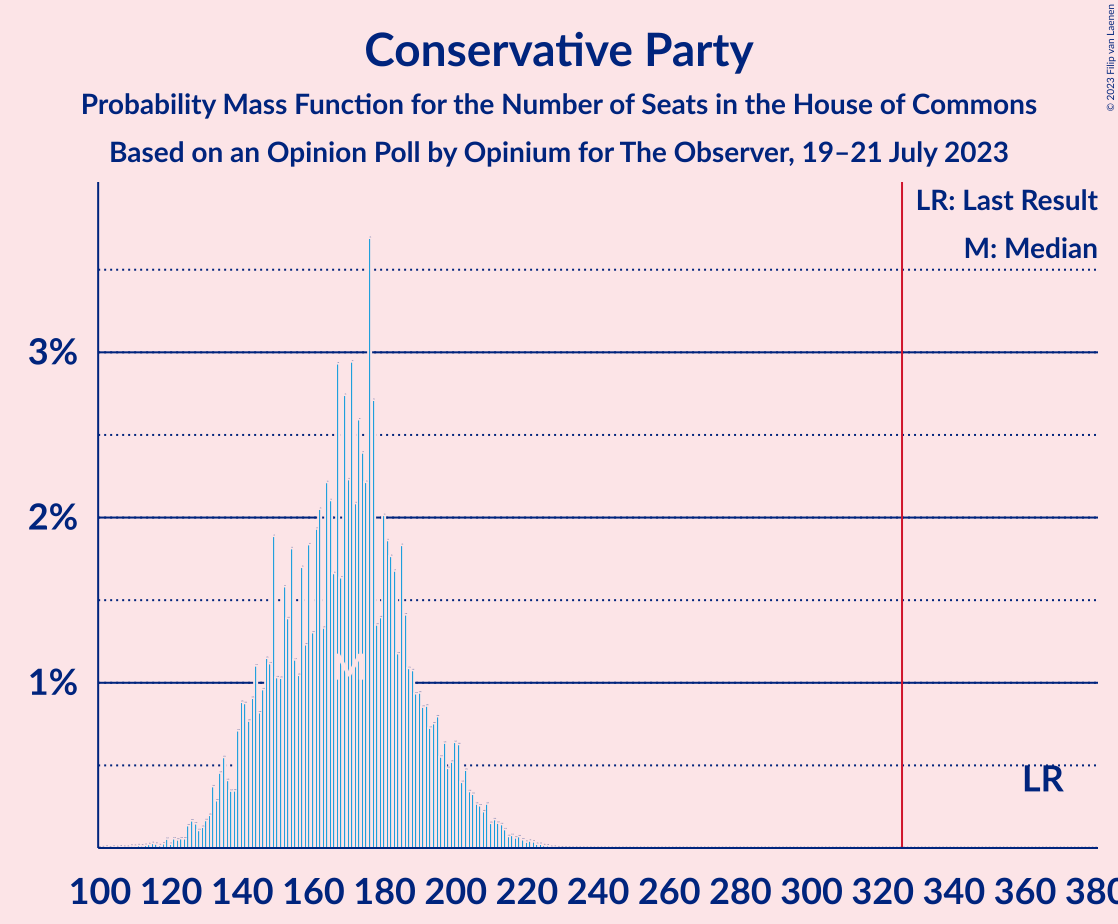 Conservative Party
© 2023 Filip van Laenen
Probability Mass Function for the Number of Seats in the House of Commons
Based on an Opinion Poll by Opinium for The Observer, 19–21 July 2023
LR: Last Result
M: Median
3%
2%
1%
M
LR
100 120 140 160 180 200 220 240 260 280 300 320 340 360 380